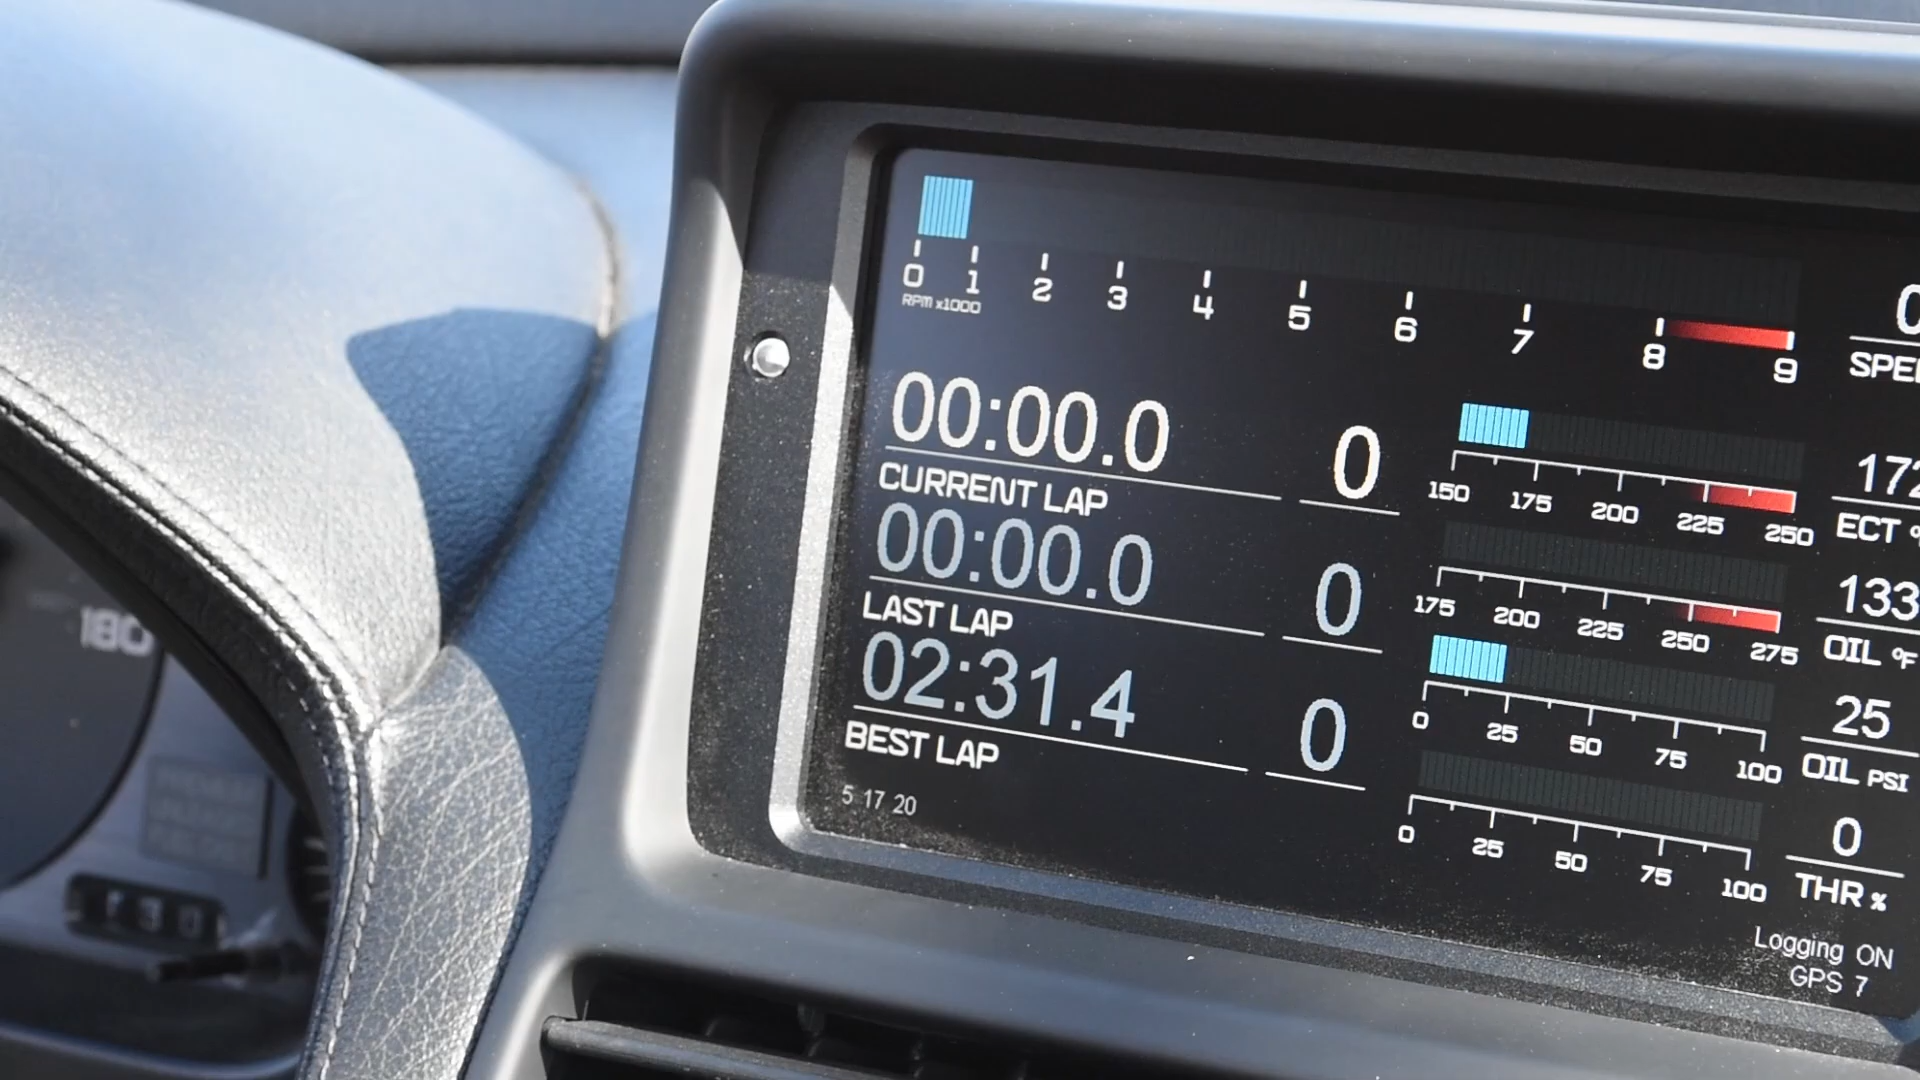 0 1 2 3 4 5 6 7 8 9
RPM x1000
00:00.0 0
CURRENT LAP
00:00.0 0
LAST LAP
02:31.4 0
BEST LAP
5 17 20
150 175 200 225 250
175 200 225 250 275
0 25 50 75 100
0 25 50 75 100
0
172
ECT
133
OIL °F
25
OIL PSI
0
THR %
Logging ON
GPS 7
180